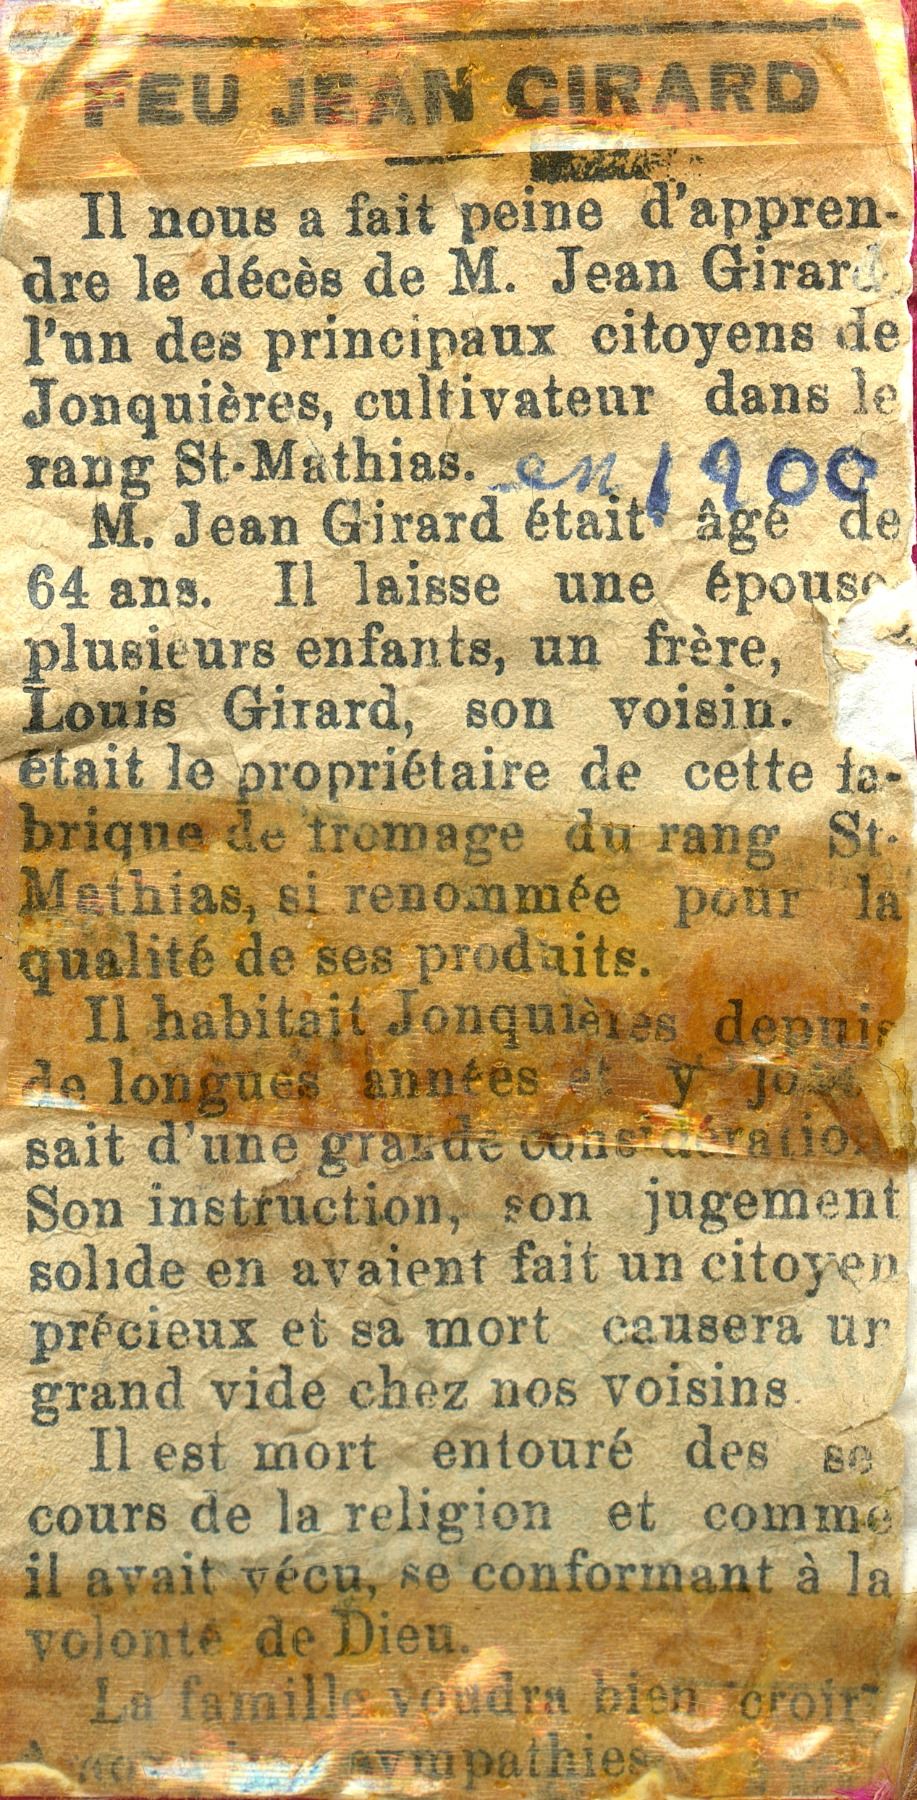 FEU JEAN GIRARD
Il nous a fait peine d'appren-
dre le décès de M. Jean Girard,
l'un des principaux citoyens de
Jonquières, cultivateur dans le
rang St-Mathias. en 1900
M. Jean Girard était âgé de
64 ans. Il laisse une épouse
plusieurs enfants, un frère,
Louis Girard, son voisin.
était le propriétaire de cette fa-
brique de fromage du rang St-
Mathias, si renommée pour la
qualité de ses produits.
Il habitait Jonquières depuis
de longues années et y jouis
sait d'une grande considération
Son instruction, son jugement
solide en avaient fait un citoyen
précieux et sa mort causera un
grand vide chez nos voisins
Il est mort entouré des se
cours de la religion et comme
il avait vécu, se conformant à la
volonté de Dieu.
La famille voudra bien croire
sympathies